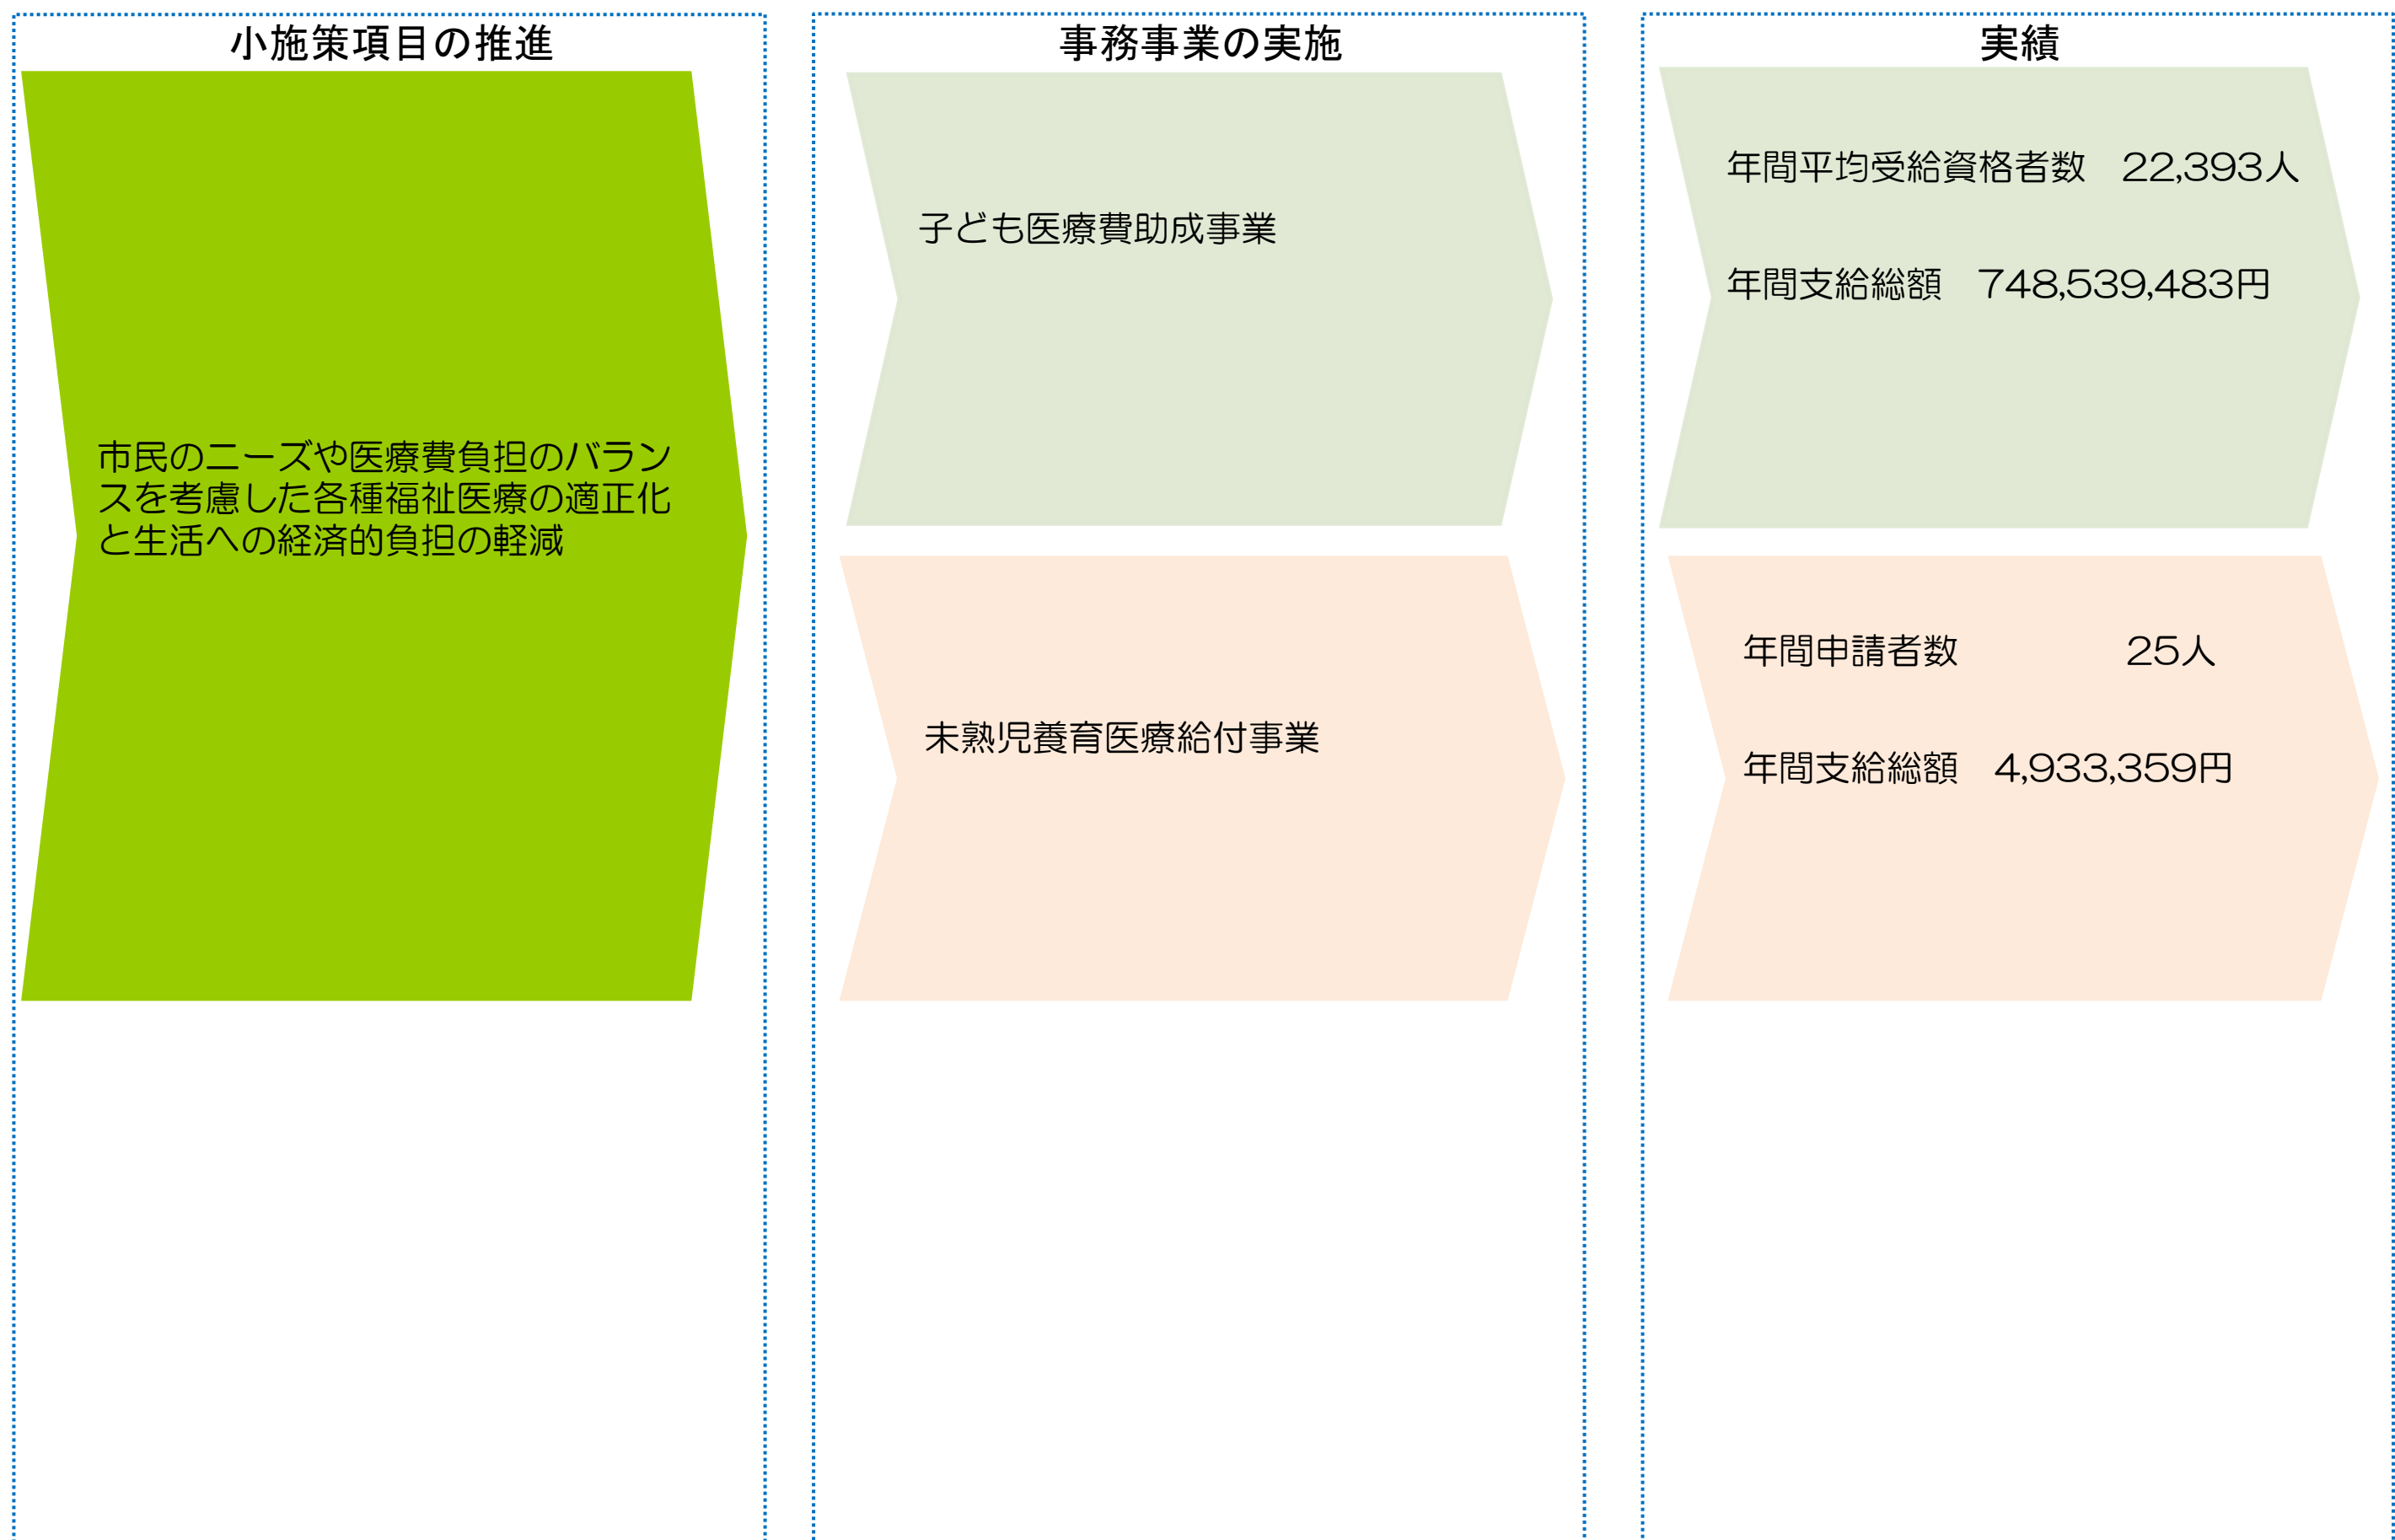 小施策項目の推進
市民のニーズや医療費負担のバラン
スを考慮した各種福祉医療の適正化
と生活への経済的負担の軽減
事務事業の実施
子ども医療費助成事業
未熟児養育医療給付事業
実績
年間平均受給資格者数　22,393人
年間支給総額　748,539,483円
年間申請者数　　　　　25人
年間支給総額　4,933,359円